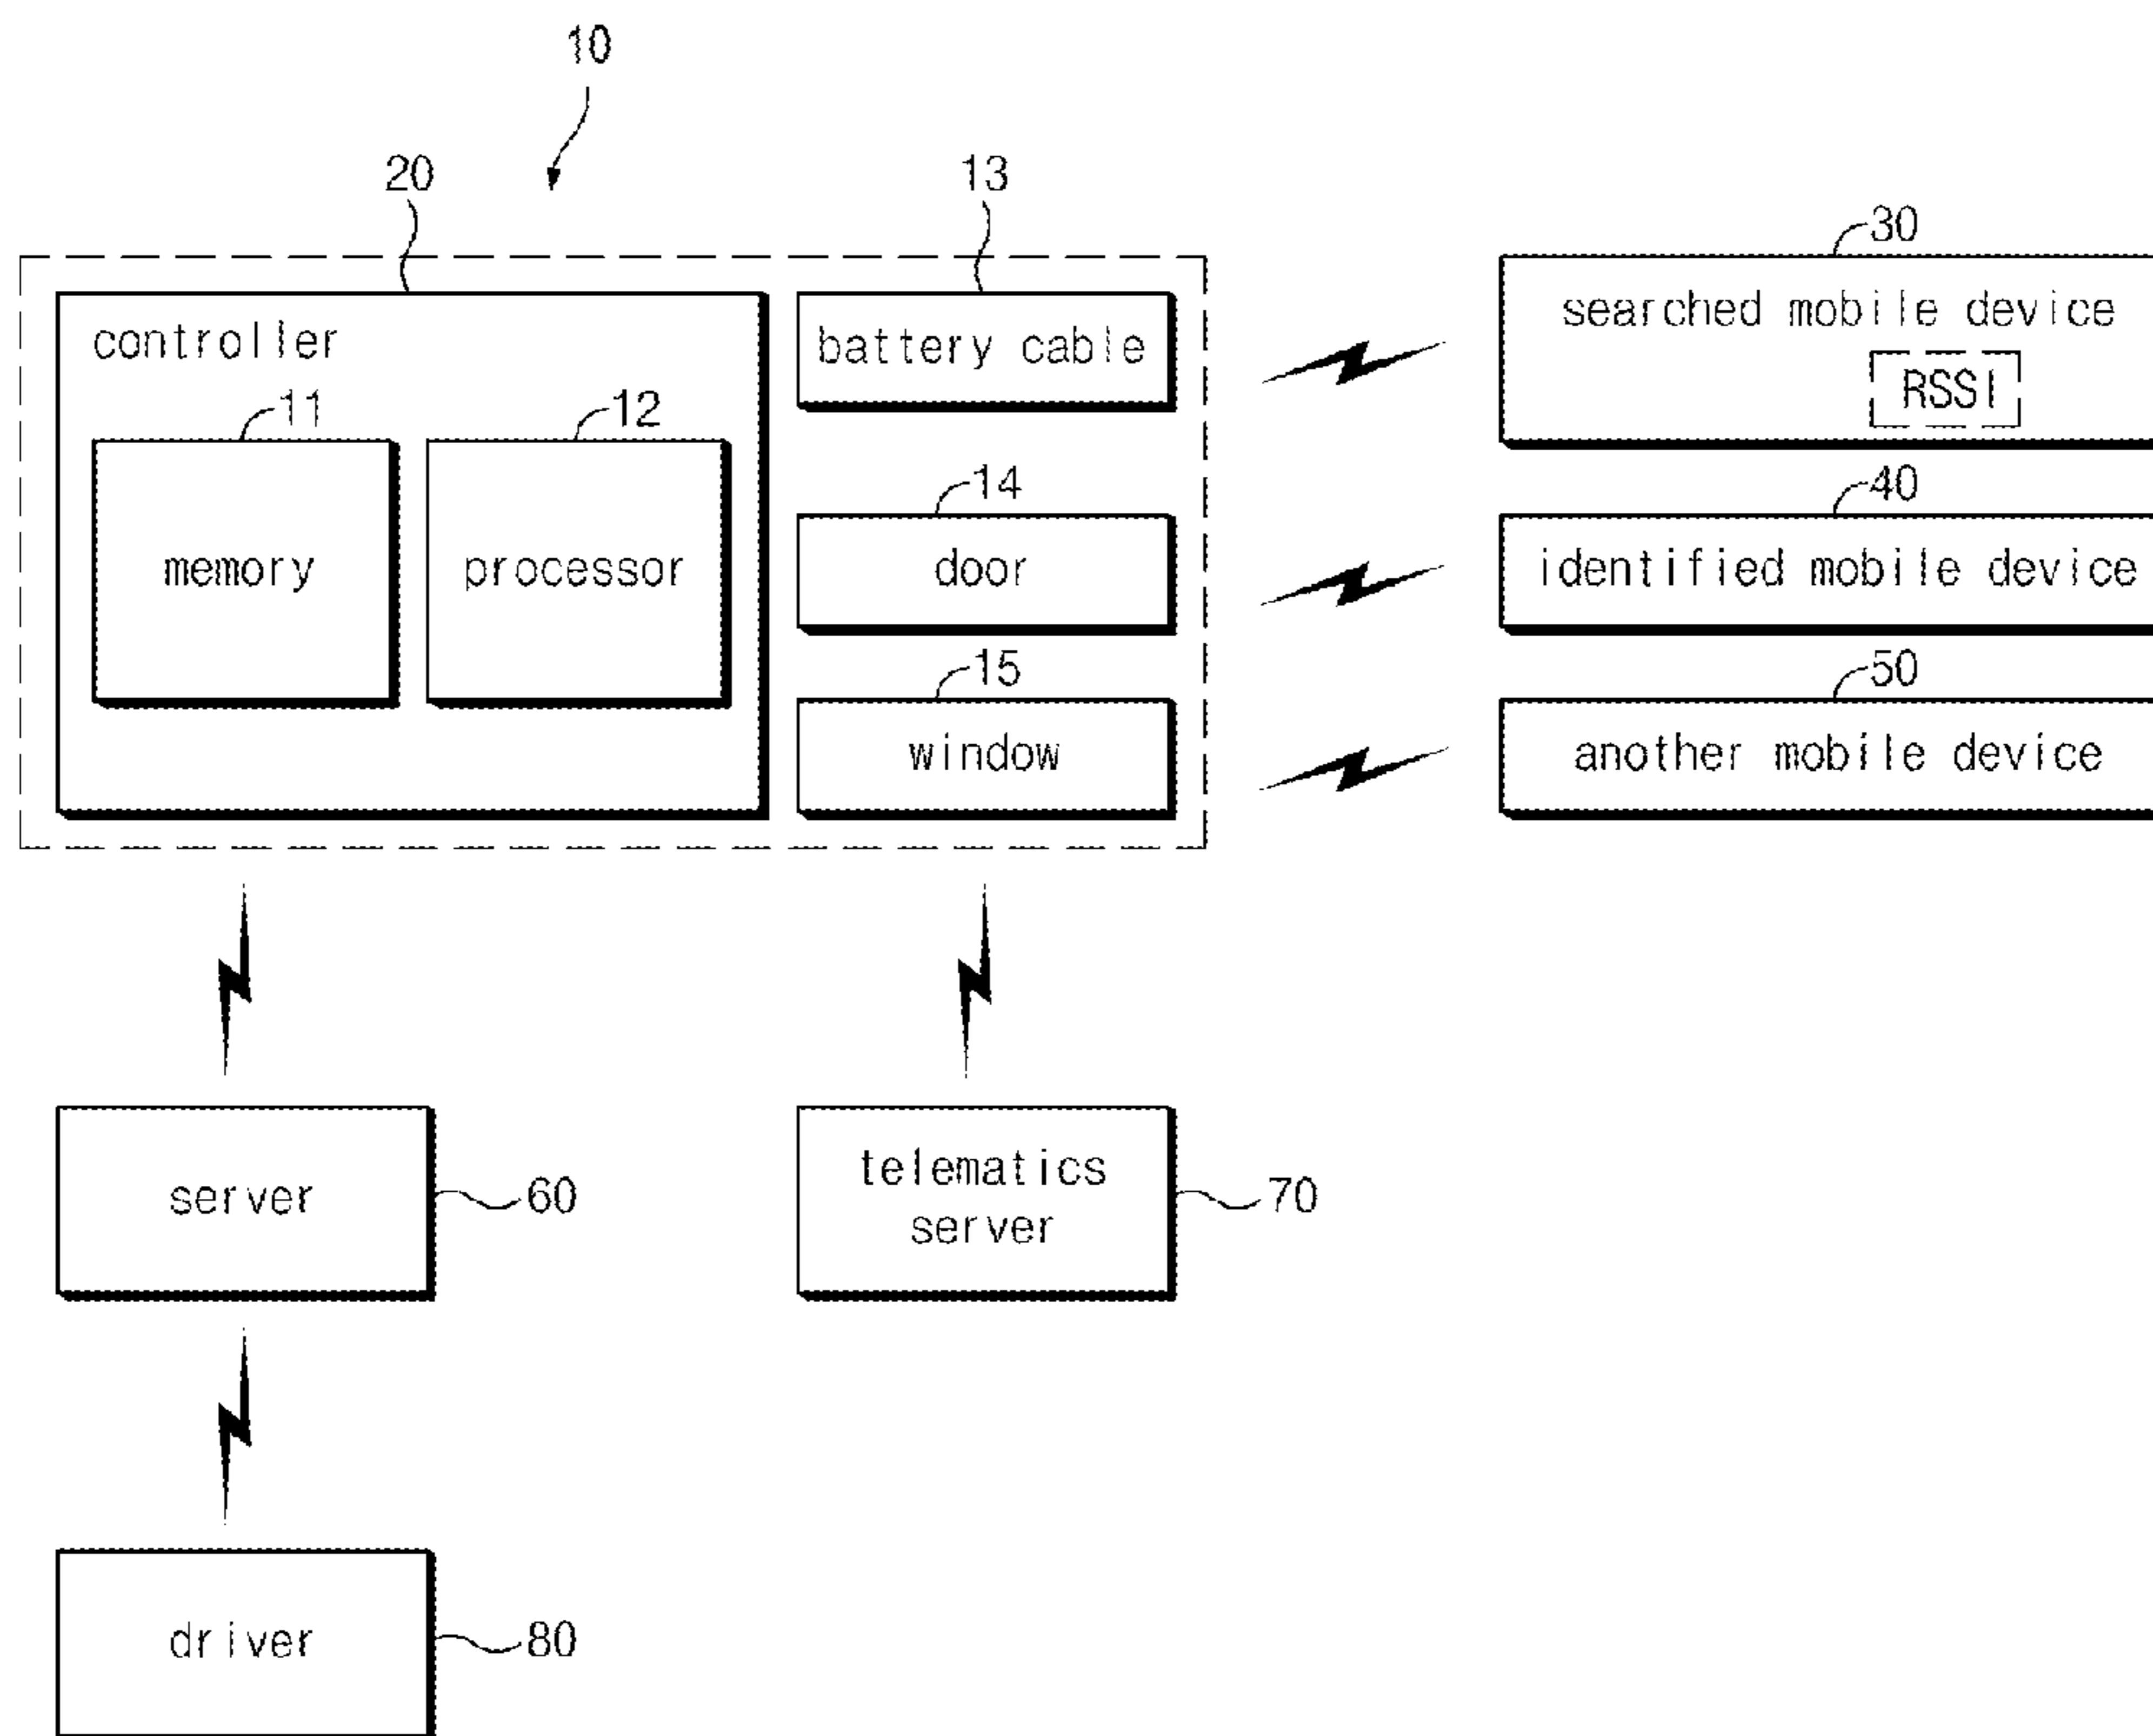 10
20
13
30
controller
battery cable
searched mobile device
RSSI
11
12
14
40
memory
processor
door
identified mobile device
15
50
window
another mobile device
server
60
telematics
server
70
driver
80